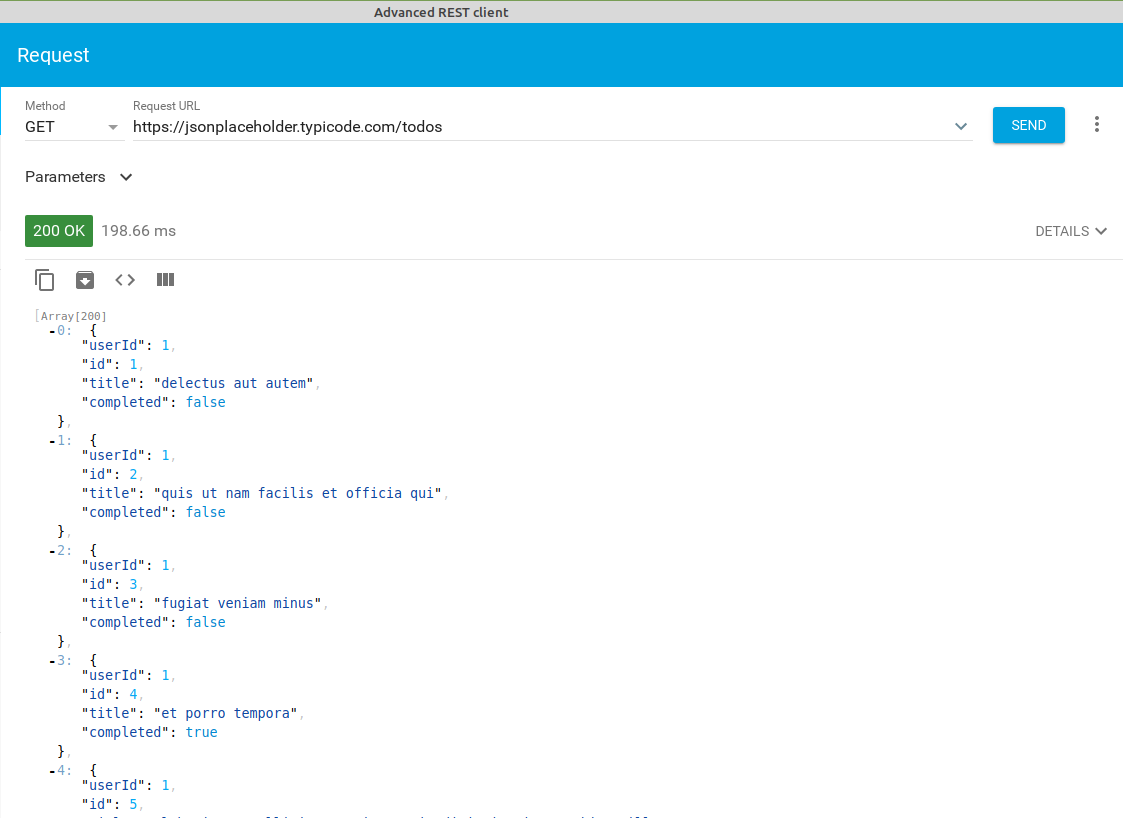 Advanced REST client
Request
Method
Request URL
GET
https://jsonplaceholder.typicode.com/todos
SEND
Parameters
200 OK
198.66 ms
DETAILS
[Array[200]
-0: {
"userId": 1,
"id": 1,
"title": "delectus aut autem",
"completed": false
},
-1: {
"userId": 1,
"id": 2,
"title": "quis ut nam facilis et officia qui",
"completed": false
},
-2: {
"userId": 1,
"id": 3,
"title": "fugiat veniam minus",
"completed": false
},
-3: {
"userId": 1,
"id": 4,
"title": "et porro tempora",
"completed": true
},
-4: {
"userId": 1,
"id": 5,